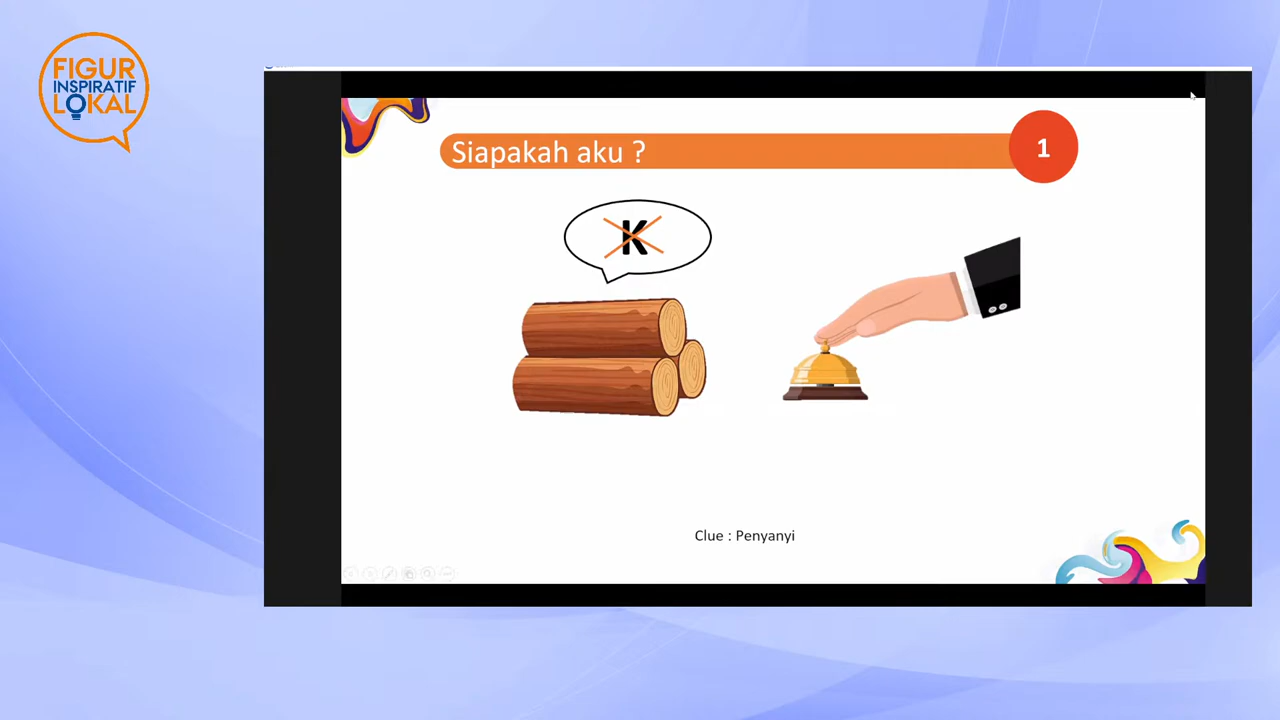 FIGUR
INSPIRATIF
LOKAL
Siapakah aku ?
1
K
Clue : Penyanyi